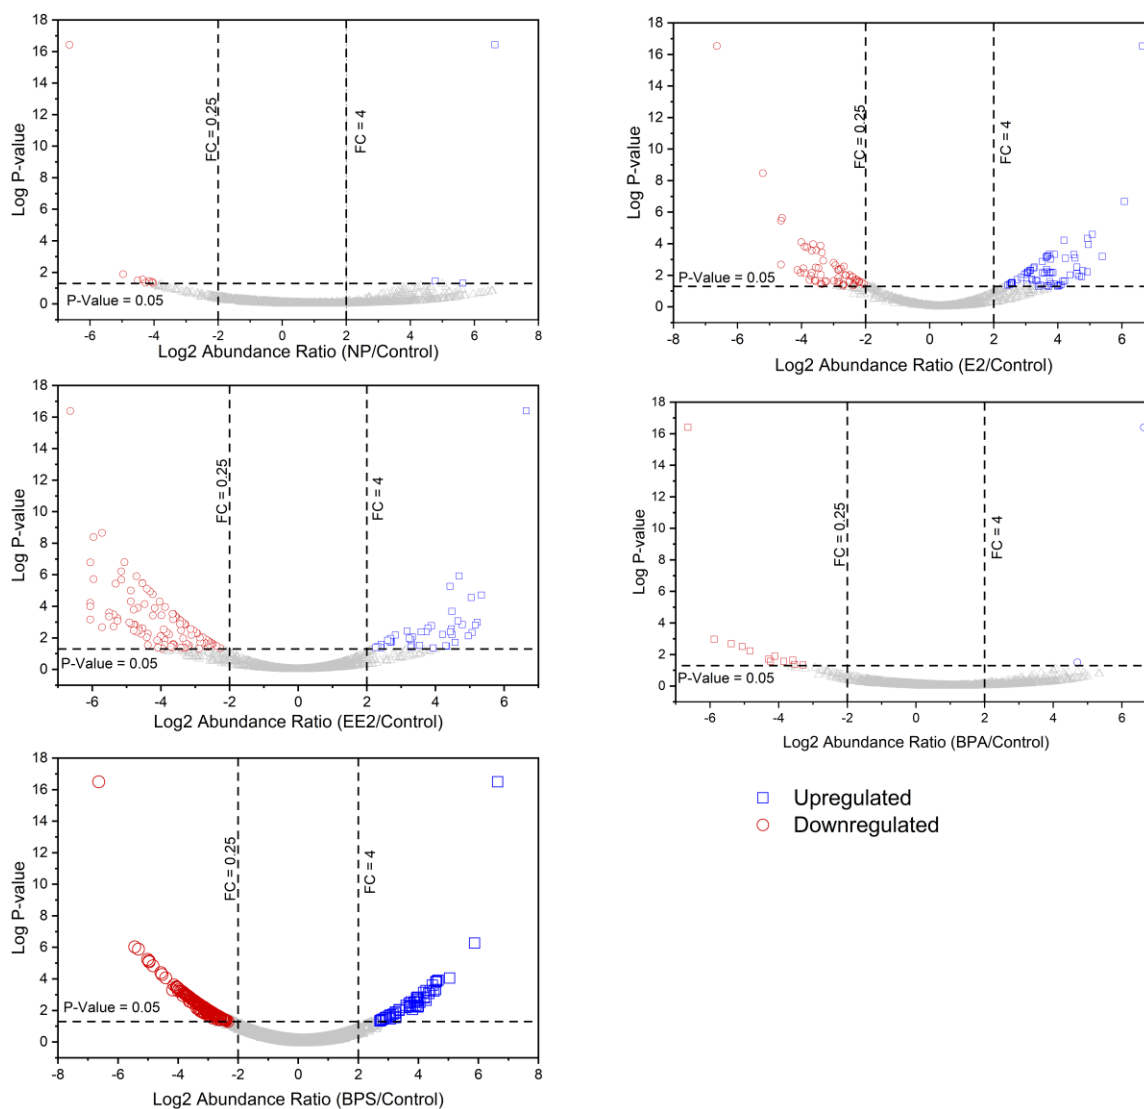 18
16
14
12
10
8
6
4
2
0
Log P-value
FC = 0.25
FC = 4
P-Value = 0.05
-6 -4 -2 0 2 4 6 8
Log2 Abundance Ratio (NP/Control)
18
16
14
12
10
8
6
4
2
0
Log P-value
FC = 0.25
FC = 4
P-Value = 0.05
-8 -6 -4 -2 0 2 4 6
Log2 Abundance Ratio (E2/Control)
18
16
14
12
10
8
6
4
2
0
Log P-value
FC = 0.25
FC = 4
P-Value = 0.05
-6 -4 -2 0 2 4 6
Log2 Abundance Ratio (EE2/Control)
18
16
14
12
10
8
6
4
2
0
Log P-value
FC = 0.25
FC = 4
P-Value = 0.05
-6 -4 -2 0 2 4 6
Log2 Abundance Ratio (BPA/Control)
18
16
14
12
10
8
6
4
2
0
Log P-value
FC = 0.25
FC = 4
P-Value = 0.05
-8 -6 -4 -2 0 2 4 6 8
Log2 Abundance Ratio (BPS/Control)
Upregulated
Downregulated